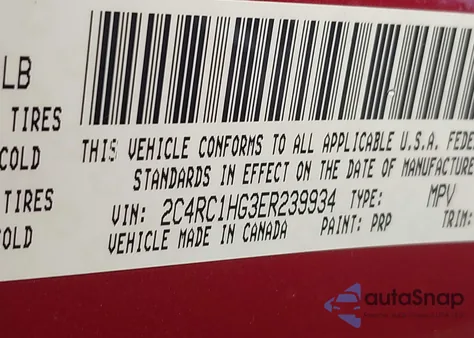 LB
TIRES
COLD
THIS VEHICLE CONFORMS TO ALL APPLICABLE U.S.A. FEDE
STANDARDS IN EFFECT ON THE DATE OF MANUFACTURE
TIRES
VIN: 2C4RC1HG3ER239934 TYPE: MPV
OLD
VEHICLE MADE IN CANADA PAINT: PRP TRIM:
autoSnap